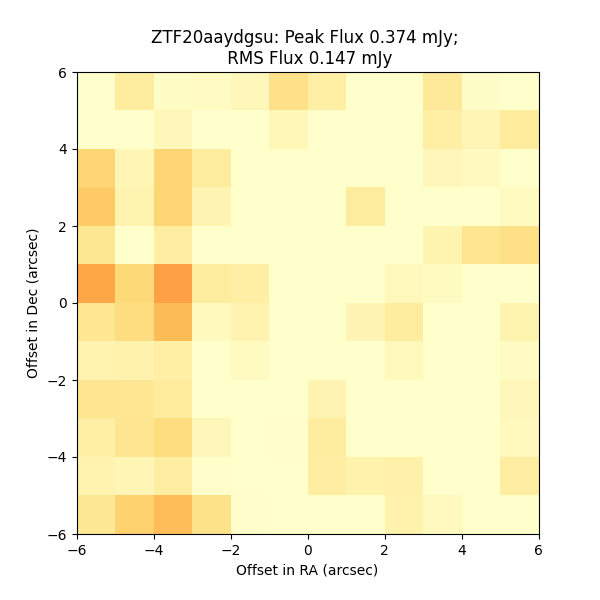 ZTF20aaydgsu: Peak Flux 0.374 mJy;
RMS Flux 0.147 mJy
6
4
2
0
−2
−4
−6
Offset in Dec (arcsec)
−6 −4 −2 0 2 4 6
Offset in RA (arcsec)